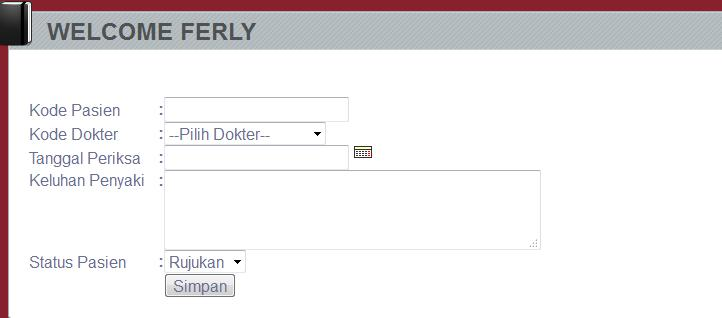 WELCOME FERLY
Kode Pasien :
Kode Dokter : --Pilih Dokter--
Tanggal Periksa :
Keluhan Penyaki :
Status Pasien : Rujukan
Simpan